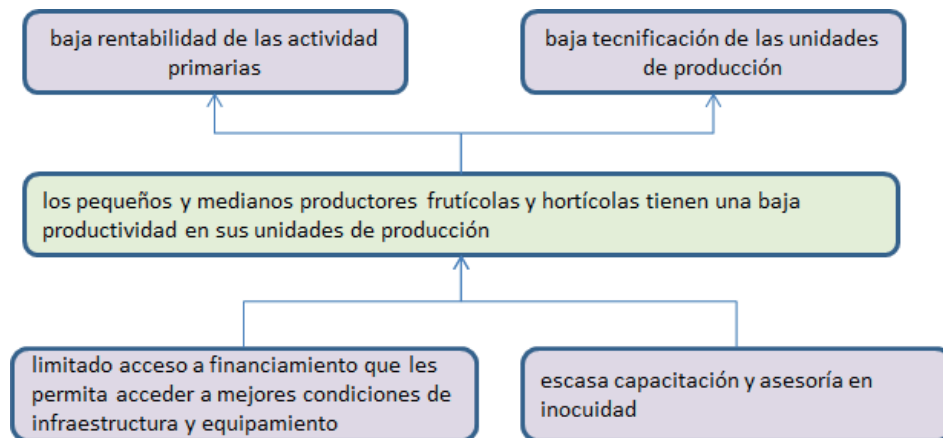 baja rentabilidad de las actividad
primarias
baja tecnificación de las unidades
de producción
los pequeños y medianos productores frutícolas y hortícolas tienen una baja
productividad en sus unidades de producción
limitado acceso a financiamiento que les
permita acceder a mejores condiciones de
infraestructura y equipamiento
escasa capacitación y asesoría en
inocuidad